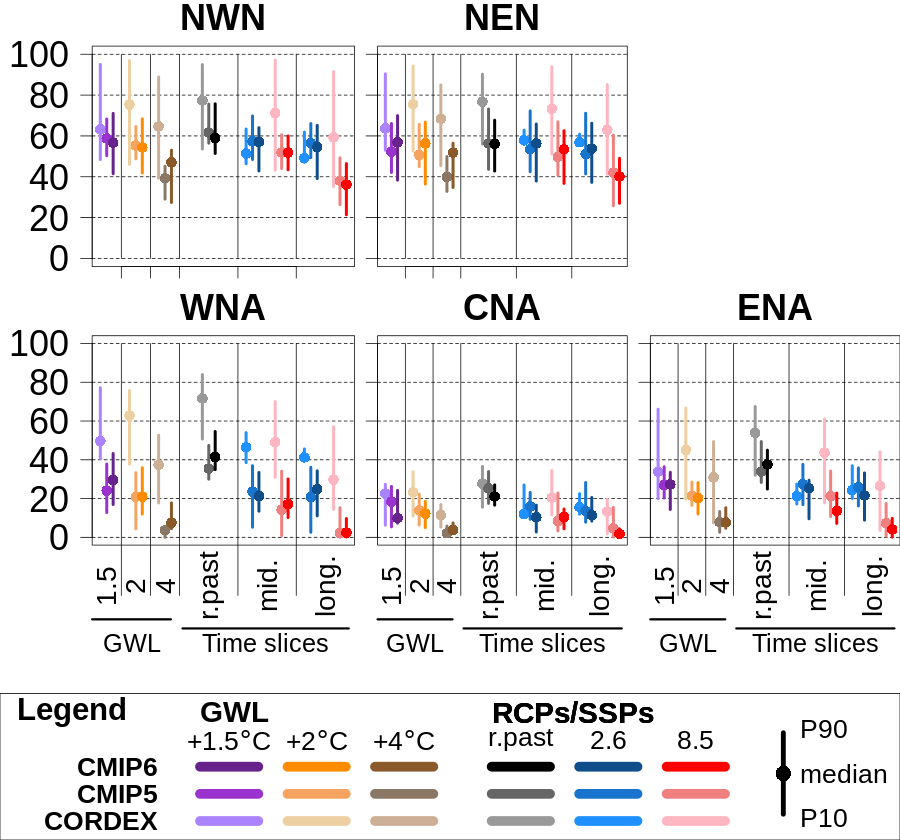 NWN NEN
100
80
60
40
20
0
WNA CNA ENA
100
80
60
40
20
0
1.5 2 4 r.past mid. long. 1.5 2 4 r.past mid. long. 1.5 2 4 r.past mid. long.
GWL Time slices GWL Time slices GWL Time slices
Legend GWL RCPs/SSPs
+1.5°C +2°C +4°C r.past 2.6 8.5
CMIP6
CMIP5
CORDEX
P90
median
P10